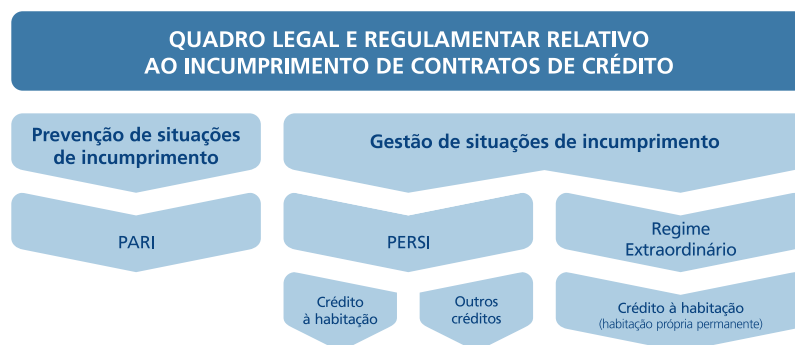 QUADRO LEGAL E REGULAMENTAR RELATIVO
AO INCUMPRIMENTO DE CONTRATOS DE CRÉDITO
Prevenção de situações
de incumprimento
Gestão de situações de incumprimento
PARI
PERSI
Regime
Extraordinário
Crédito
à habitação
Outros
créditos
Crédito à habitação
(habitação própria permanente)